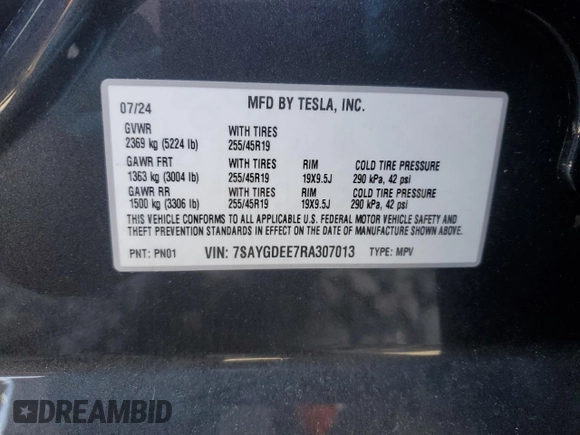 07/24 MFD BY TESLA, INC.
GVWR WITH TIRES
2369 kg (5224 lb) 255/45R19
GAWR FRT WITH TIRES RIM COLD TIRE PRESSURE
1363 kg (3004 lb) 255/45R19 19X9.5J 290 kPa, 42 psi
GAWR RR WITH TIRES RIM COLD TIRE PRESSURE
1500 kg (3306 lb) 255/45R19 19X9.5J 290 kPa, 42 psi
THIS VEHICLE CONFORMS TO ALL APPLICABLE U.S. FEDERAL MOTOR VEHICLE SAFETY AND
THEFT PREVENTION STANDARDS IN EFFECT ON THE DATE OF MANUFACTURE SHOWN ABOVE.
PNT: PN01 VIN: 7SAYGDEE7RA307013 TYPE: MPV
DREAMBID